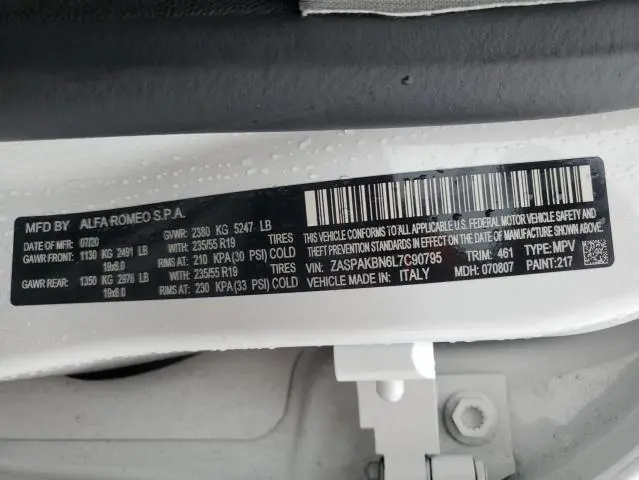 MFD BY ALFA ROMEO S.P.A.
DATE OF MFR: 07/20 GVWR: 2380 KG 5247 LB
GAWR FRONT: 1130 KG 2491 LB WITH: 235/55 R19 TIRES
19x8.0 RIMS AT: 210 KPA(30 PSI) COLD
GAWR REAR: 1350 KG 2976 LB WITH: 235/55 R19 TIRES
19x8.0 RIMS AT: 230 KPA(33 PSI) COLD
THIS VEHICLE CONFORMS TO ALL APPLICABLE
U.S. FEDERAL MOTOR VEHICLE SAFETY, BUMPER AND
THEFT PREVENTION STANDARDS IN EFFECT ON THE DATE OF MANUFACTURE SHOWN ABOVE.
VIN: ZASPAKBN6L7C90795 TRIM: 461 TYPE: MPV
VEHICLE MADE IN: ITALY MDH: 070807 PAINT: 217